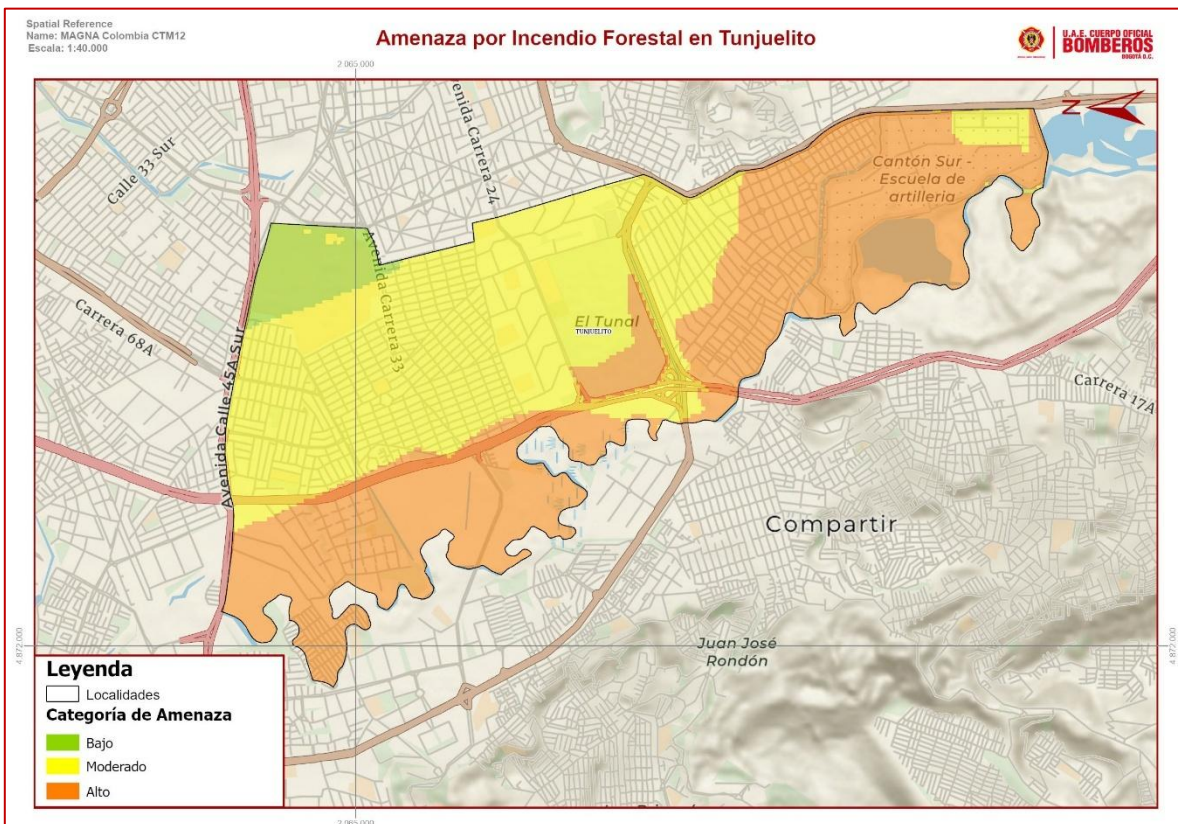 Spatial Reference
Name: MAGNA Colombia CTM12
Escala: 1:40.000
Amenaza por Incendio Forestal en Tunjuelito
U.A.E. CUERPO OFICIAL
BOMBEROS
BOGOTÁ D.C.
2.065.000
Avenida Carrera 24
Calle 33 Sur
N
Cantón Sur -
Escuela de
artilleria
Avenida Carrera 33
Carrera 68A
El Tunal
TUNJUELITO
Avenida Calle 45A Sur
Carrera 17A
Compartir
Juan José
Rondón
4.872.000
4.872.000
Leyenda
Localidades
Categoría de Amenaza
Bajo
Moderado
Alto
2.065.000